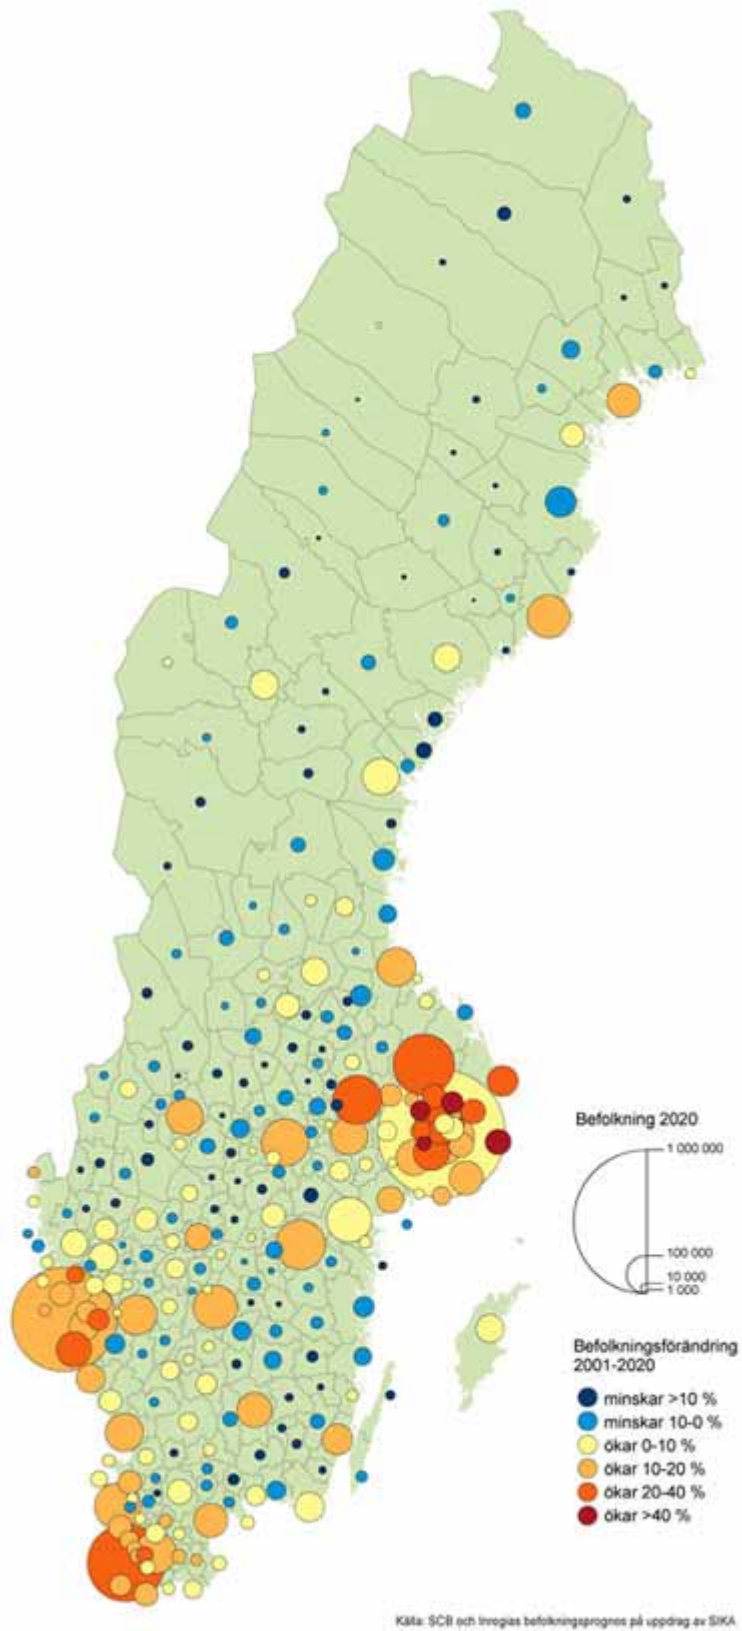 Befolkning 2020
1 000 000
100 000
10 000
1 000
Befolkningsförändring
2001-2020
minskar >10 %
minskar 10-0 %
ökar 0-10 %
ökar 10-20 %
ökar 20-40 %
ökar >40 %
Källa: SCB och Inregias befolkningsprognos på uppdrag av SIKA